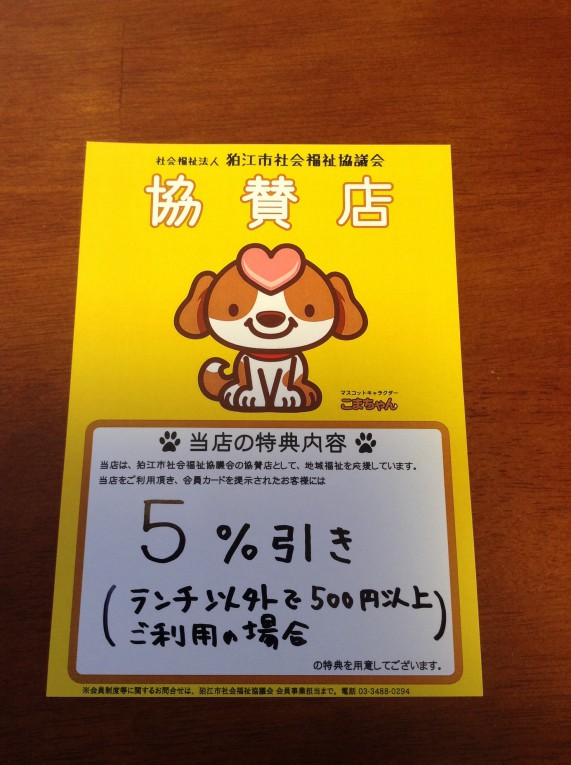 社会福祉法人 狛江市社会福祉協議会
協賛店
マスコットキャラクター
こまちゃん
当店の特典内容
当店は、狛江市社会福祉協議会の協賛店として、地域福祉を応援しています。
当店をご利用頂き、会員カードを提示されたお客様には
5%引き
(ランチ以外で500円以上
ご利用の場合)
の特典を用意してございます。
※会員制度等に関するお問合せは、狛江市社会福祉協議会 会員事業担当まで。電話 03-3488-0294